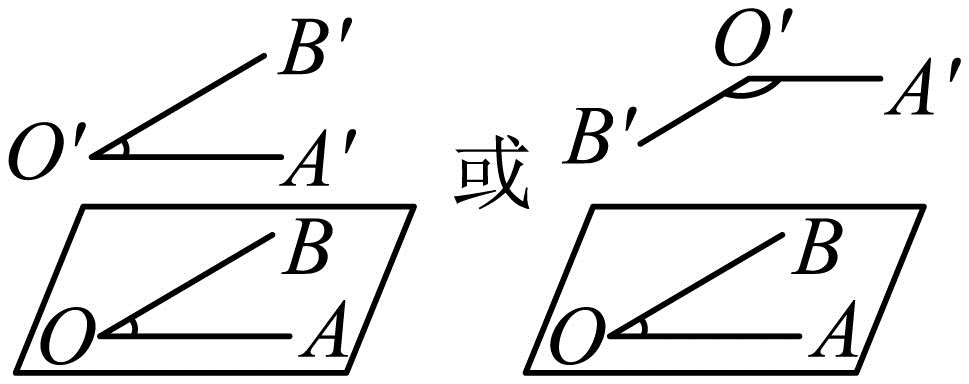 B′ O′
O′ A′ 或 B′ A′
B B
O A O A